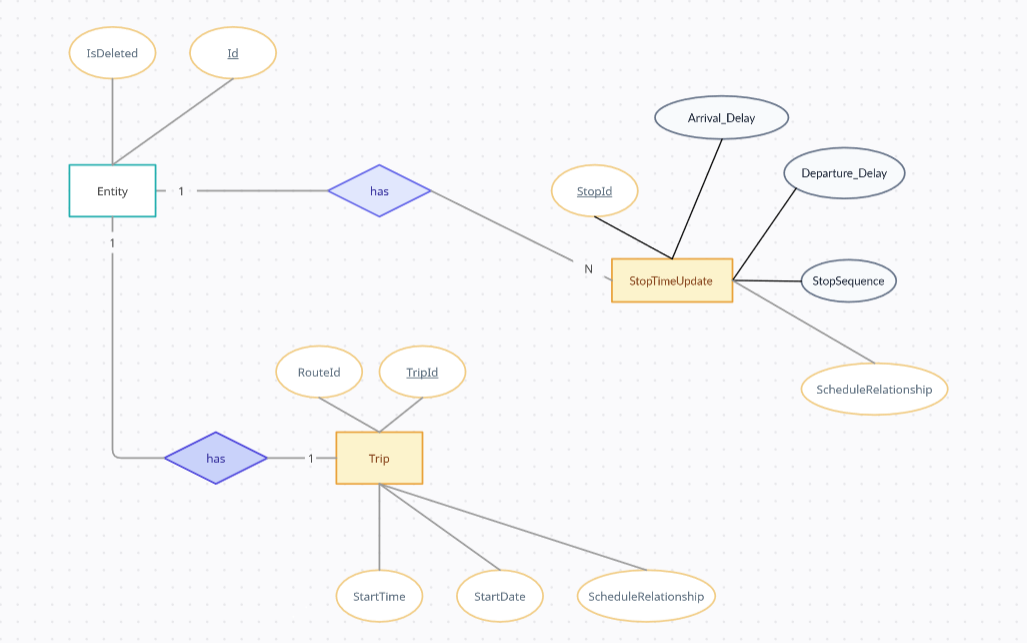 IsDeleted
Id
Arrival_Delay
Departure_Delay
Entity
1
has
StopId
1
N
StopTimeUpdate
StopSequence
RouteId
TripId
ScheduleRelationship
has
1
Trip
StartTime
StartDate
ScheduleRelationship